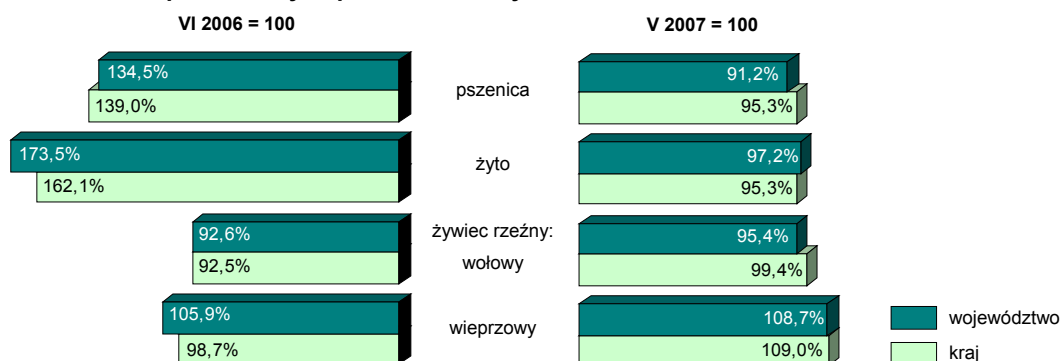 VI 2006 = 100
V 2007 = 100
134,5%
139,0%
pszenica
91,2%
95,3%
173,5%
162,1%
żyto
97,2%
95,3%
92,6%
92,5%
żywiec rzeźny:
wołowy
95,4%
99,4%
105,9%
98,7%
wieprzowy
108,7%
109,0%
województwo
kraj